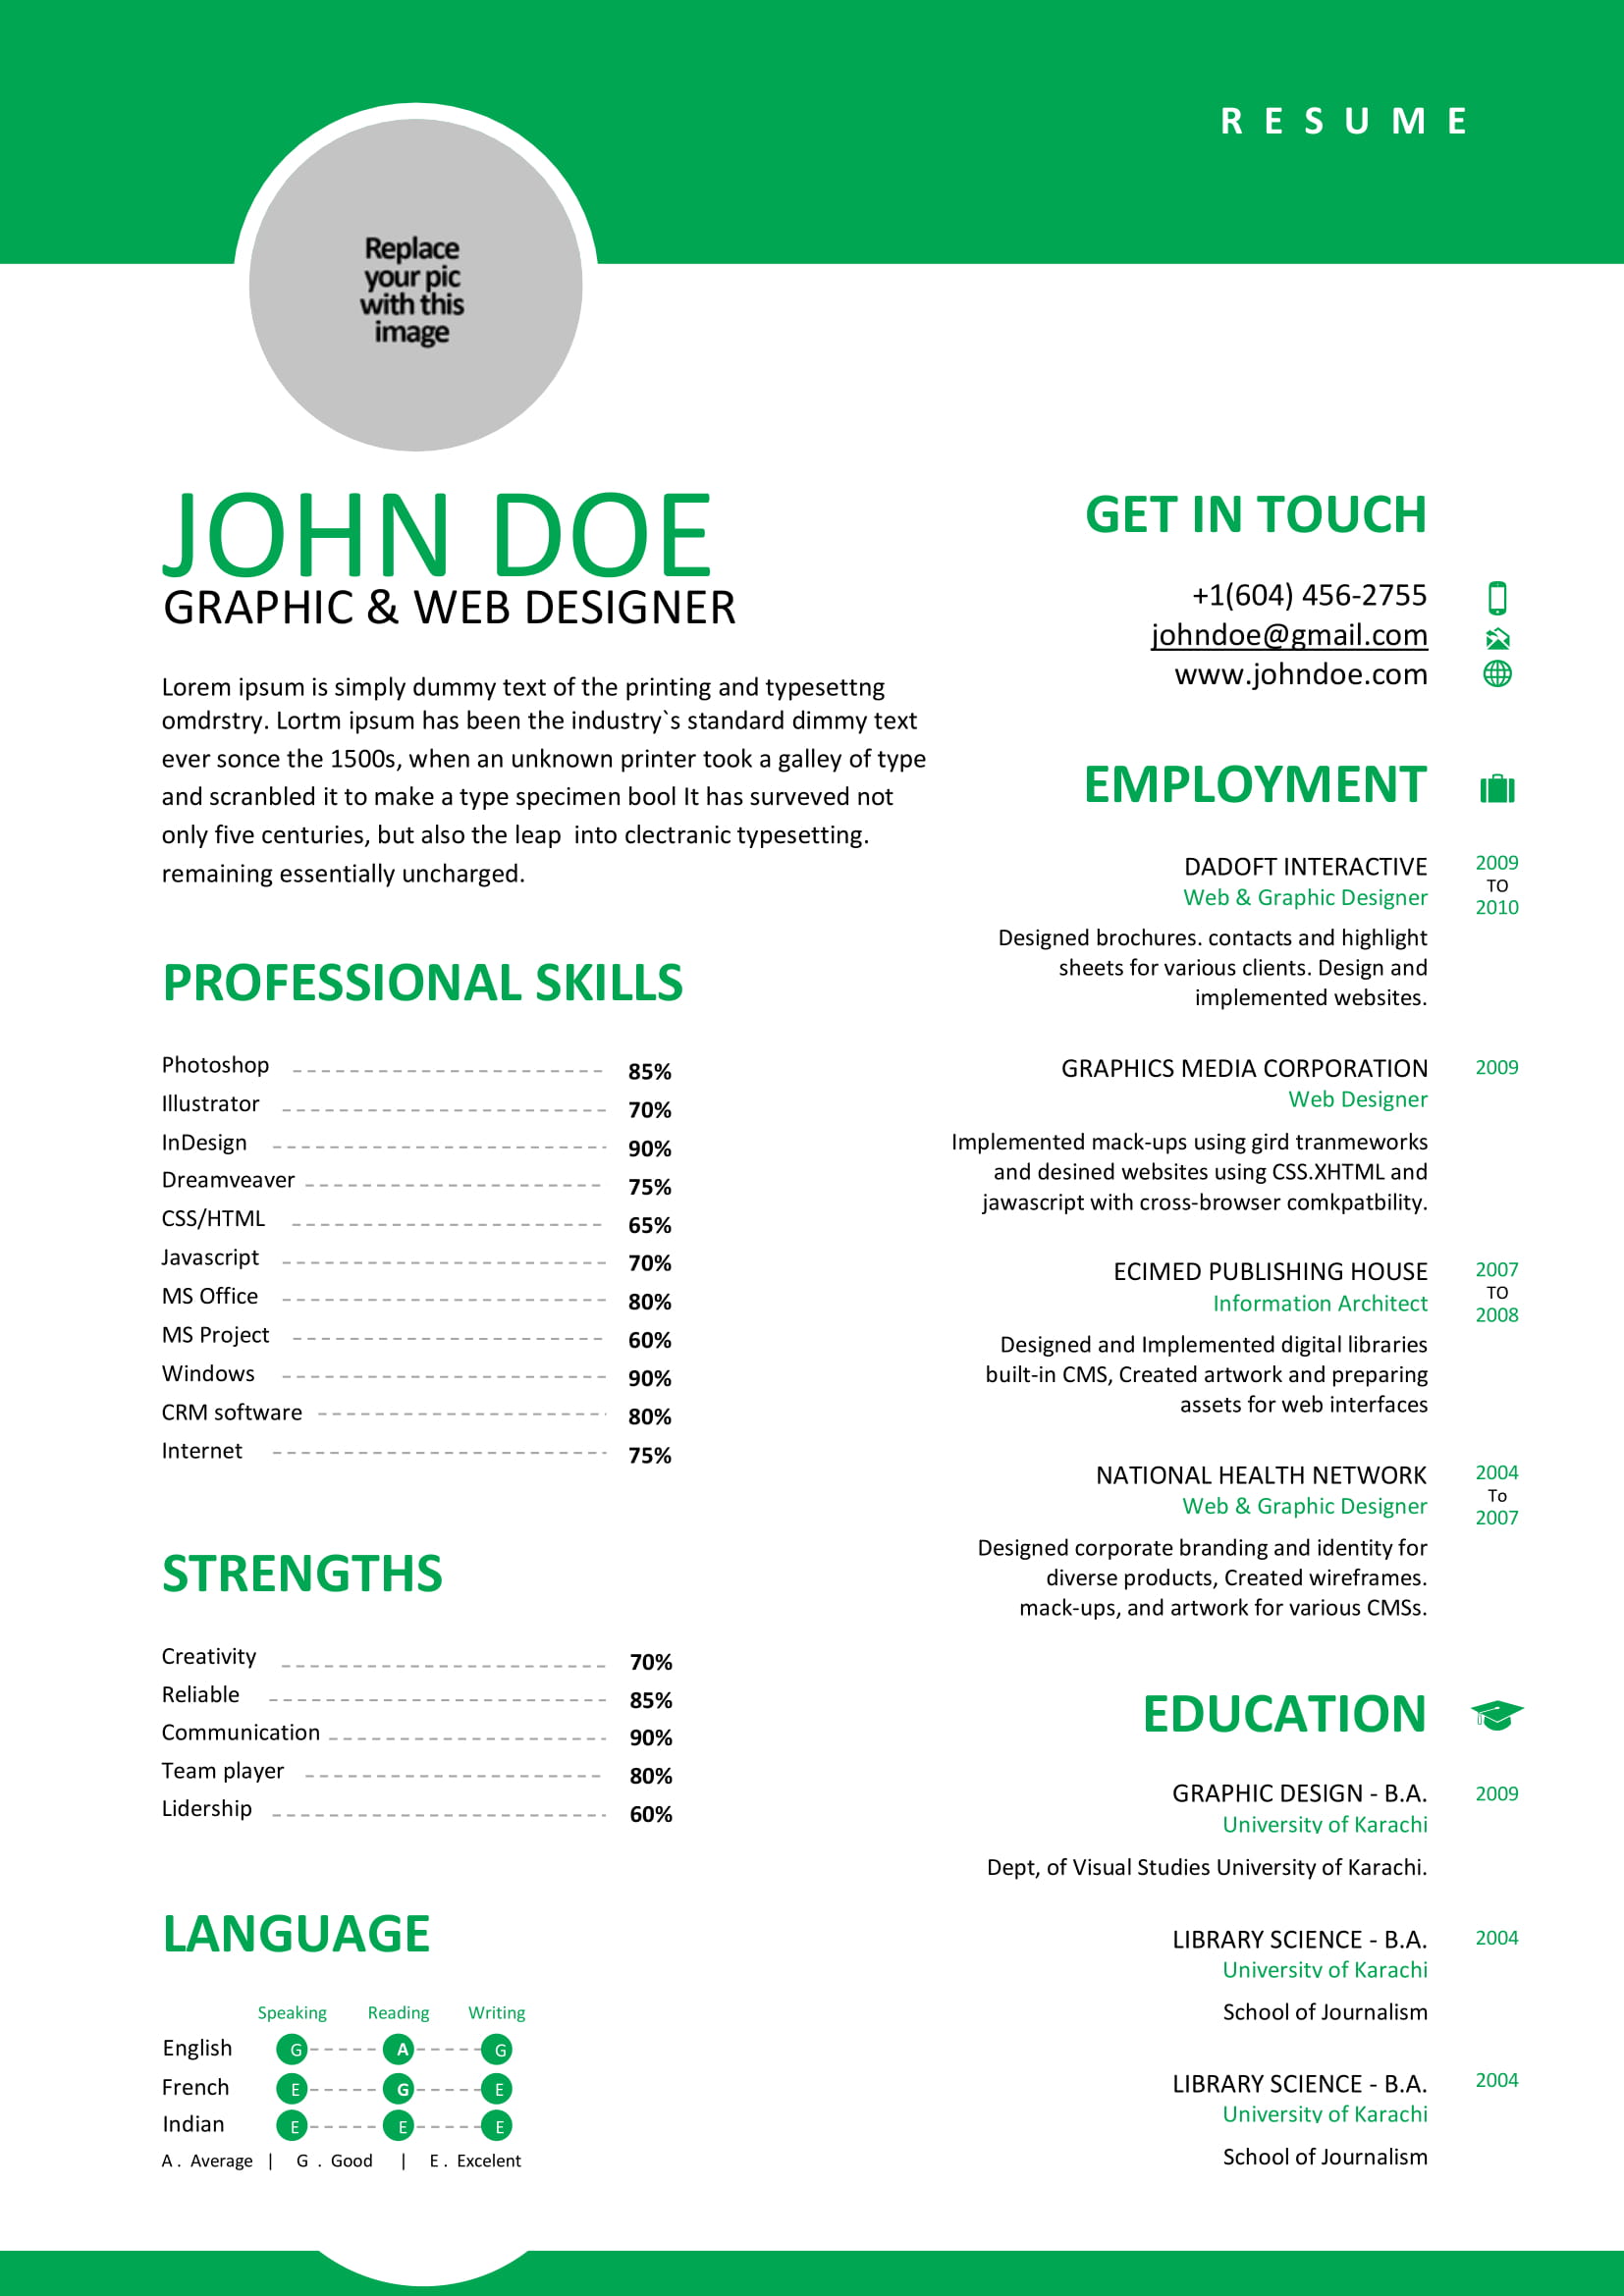 RESUME
Replace
your pic
with this
image
JOHN DOE
GRAPHIC & WEB DESIGNER
Lorem ipsum is simply dummy text of the printing and typesettng
omdrstry. Lortm ipsum has been the industry`s standard dimmy text
ever sonce the 1500s, when an unknown printer took a galley of type
and scranbled it to make a type specimen bool It has surveved not
only five centuries, but also the leap  into clectranic typesetting.
remaining essentially uncharged.
PROFESSIONAL SKILLS
Photoshop 85%
Illustrator 70%
InDesign 90%
Dreamveaver 75%
CSS/HTML 65%
Javascript 70%
MS Office 80%
MS Project 60%
Windows 90%
CRM software 80%
Internet 75%
STRENGTHS
Creativity 70%
Reliable 85%
Communication 90%
Team player 80%
Lidership 60%
LANGUAGE
Speaking Reading Writing
English G A G
French E G E
Indian E E E
A . Average | G . Good | E . Excelent
GET IN TOUCH
+1(604) 456-2755
johndoe@gmail.com
www.johndoe.com
EMPLOYMENT
DADOFT INTERACTIVE 2009
TO
Web & Graphic Designer 2010
Designed brochures. contacts and highlight
sheets for various clients. Design and
implemented websites.
GRAPHICS MEDIA CORPORATION 2009
Web Designer
Implemented mack-ups using gird tranmeworks
and desined websites using CSS.XHTML and
jawascript with cross-browser comkpatbility.
ECIMED PUBLISHING HOUSE 2007
TO
Information Architect 2008
Designed and Implemented digital libraries
built-in CMS, Created artwork and preparing
assets for web interfaces
NATIONAL HEALTH NETWORK 2004
To
Web & Graphic Designer 2007
Designed corporate branding and identity for
diverse products, Created wireframes.
mack-ups, and artwork for various CMSs.
EDUCATION
GRAPHIC DESIGN - B.A. 2009
University of Karachi
Dept, of Visual Studies University of Karachi.
LIBRARY SCIENCE - B.A. 2004
University of Karachi
School of Journalism
LIBRARY SCIENCE - B.A. 2004
University of Karachi
School of Journalism